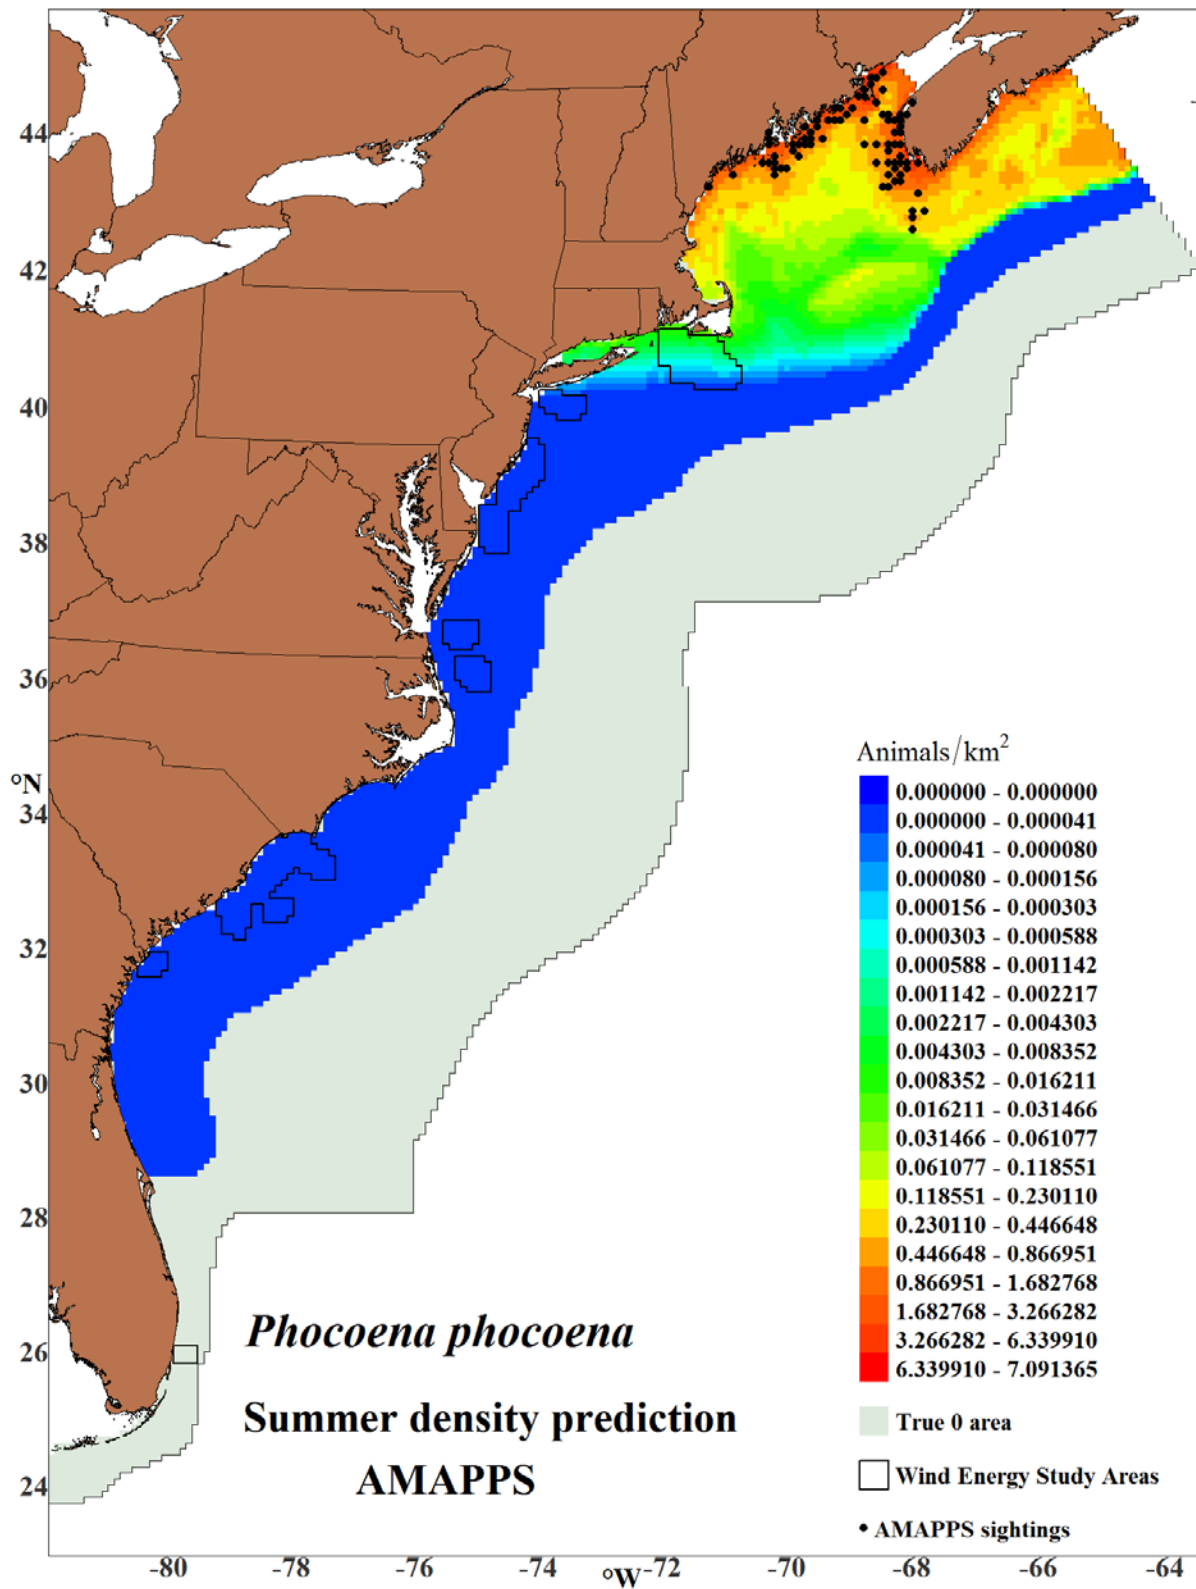 44
42
40
38
36
°N
34
32
30
28
26
24
Animals/km²
0.000000 - 0.000000
0.000000 - 0.000041
0.000041 - 0.000080
0.000080 - 0.000156
0.000156 - 0.000303
0.000303 - 0.000588
0.000588 - 0.001142
0.001142 - 0.002217
0.002217 - 0.004303
0.004303 - 0.008352
0.008352 - 0.016211
0.016211 - 0.031466
0.031466 - 0.061077
0.061077 - 0.118551
0.118551 - 0.230110
0.230110 - 0.446648
0.446648 - 0.866951
0.866951 - 1.682768
1.682768 - 3.266282
3.266282 - 6.339910
6.339910 - 7.091365
True 0 area
Wind Energy Study Areas
AMAPPS sightings
Phocoena phocoena
Summer density prediction
AMAPPS
-80 -78 -76 -74 °W -72 -70 -68 -66 -64